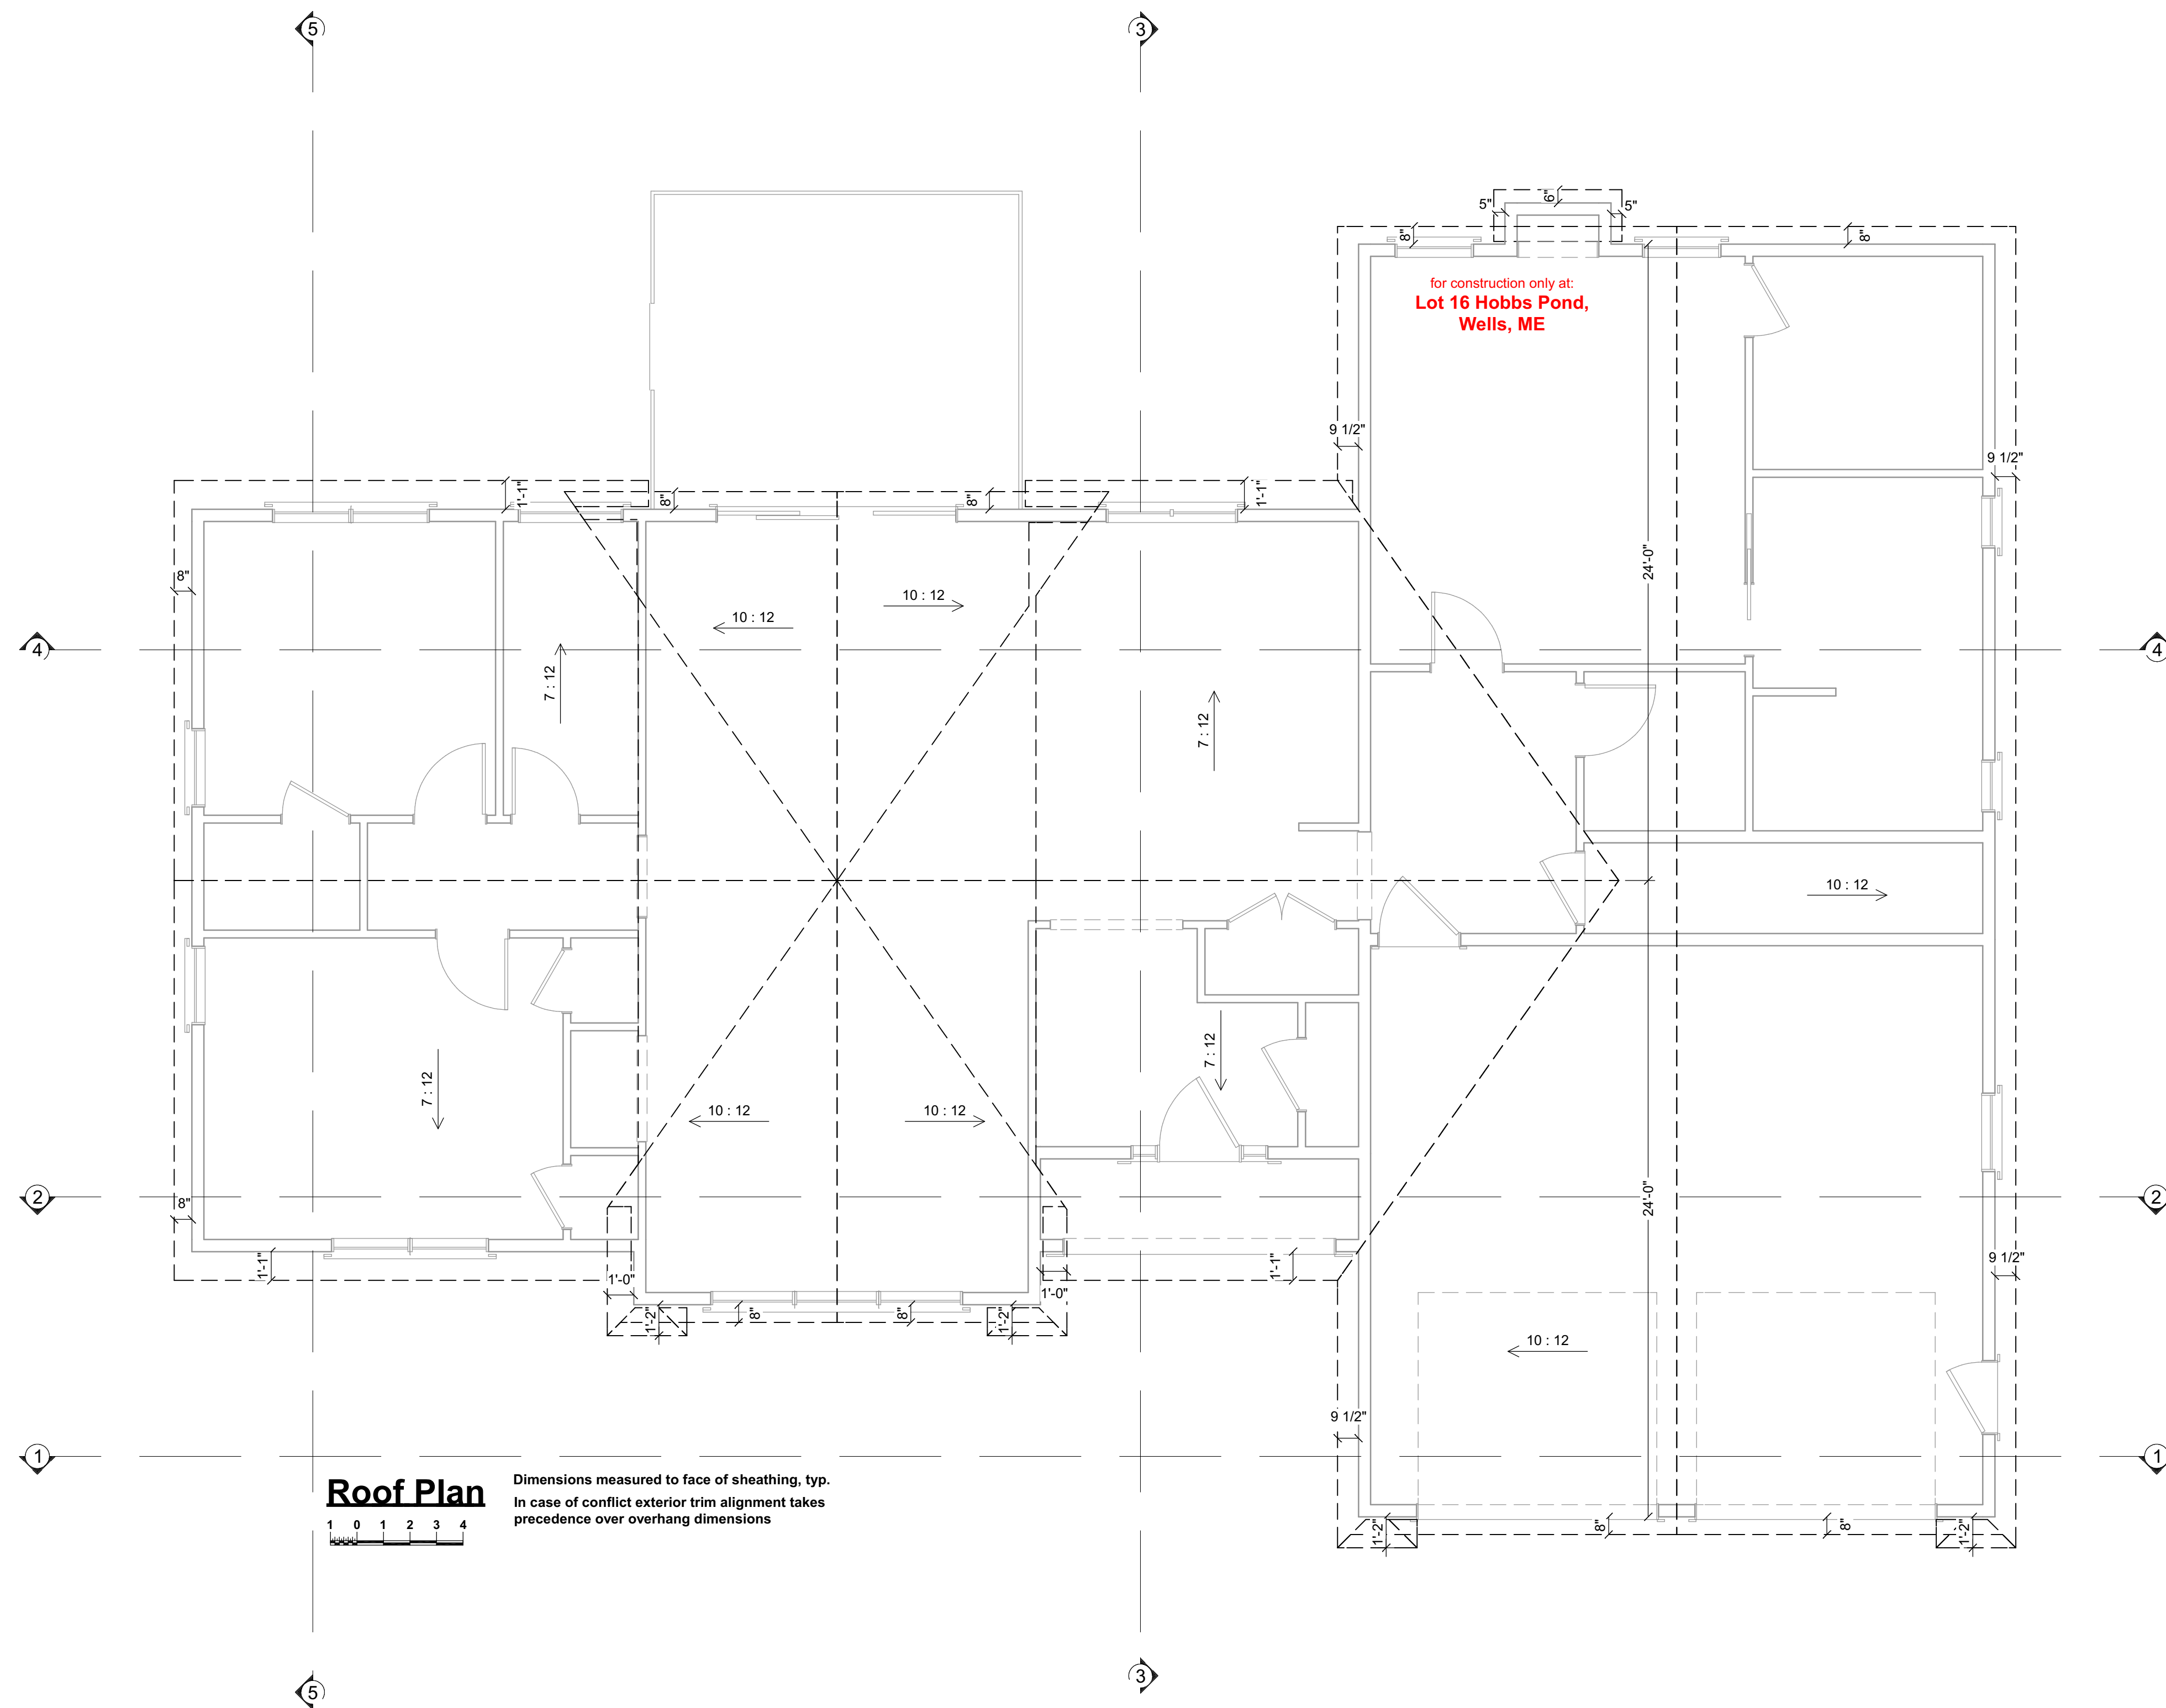 5
3
6"
5"
5"
8"
8"
for construction only at:
Lot 16 Hobbs Pond,
Wells, ME
9 1/2"
9 1/2"
1'-1"
8"
8"
1'-1"
8"
24'-0"
10 : 12
10 : 12
4
4
7 : 12
7 : 12
10 : 12
7 : 12
7 : 12
10 : 12
10 : 12
2
2
8"
24'-0"
1'-1"
1'-1"
9 1/2"
1'-0"
1'-0"
1'-2"
8"
8"
1'-2"
10 : 12
9 1/2"
1
1
Roof Plan
Dimensions measured to face of sheathing, typ.
In case of conflict exterior trim alignment takes
precedence over overhang dimensions
1 0 1 2 3 4
1'-2"
8"
8"
1'-2"
5
3